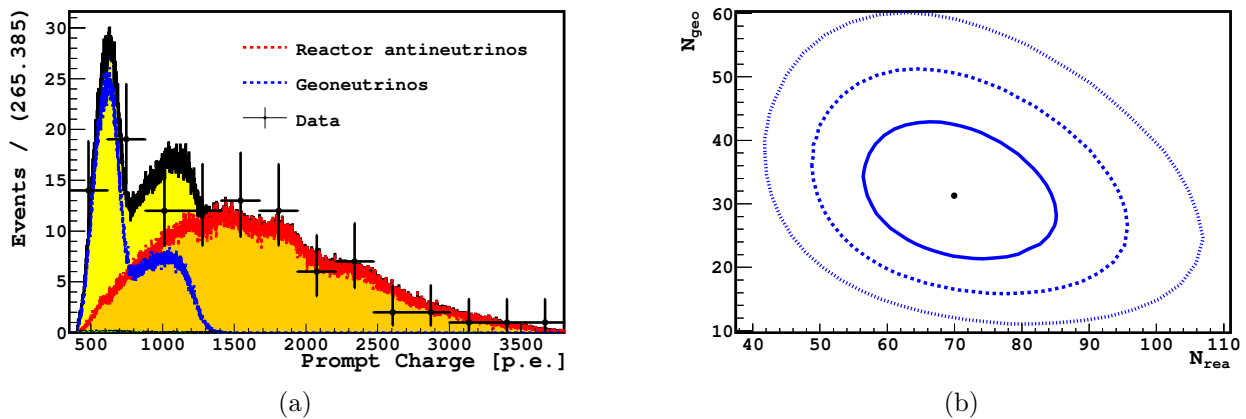 Events / (265.385)
30
25
20
15
10
5
0
Reactor antineutrinos
Geoneutrinos
Data
500 1000 1500 2000 2500 3000 3500
Prompt Charge [p.e.]
(a)
N_geo
60
50
40
30
20
10
40 50 60 70 80 90 100 110
N_rea
(b)